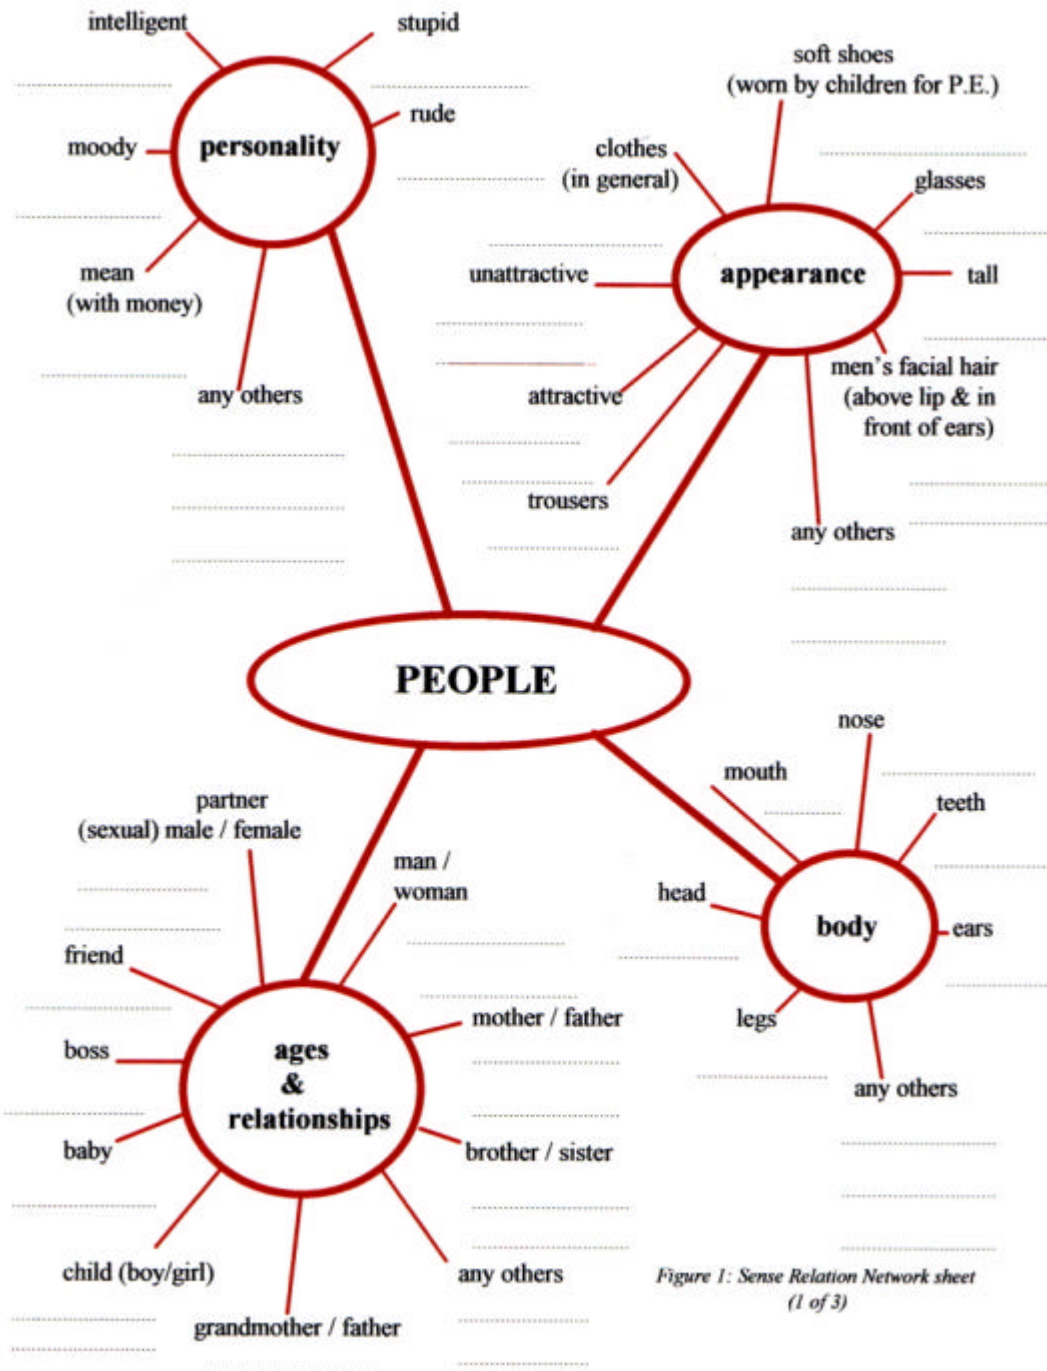 intelligent
stupid
rude
personality
moody
mean
(with money)
any others
soft shoes
(worn by children for P.E.)
clothes
(in general)
glasses
appearance
unattractive
tall
men's facial hair
(above lip & in
front of ears)
attractive
trousers
any others
PEOPLE
partner
(sexual) male / female
man /
woman
friend
boss
ages
&
relationships
mother / father
baby
brother / sister
child (boy/girl)
any others
grandmother / father
nose
mouth
teeth
head
body
ears
legs
any others
Figure 1: Sense Relation Network sheet
(1 of 3)